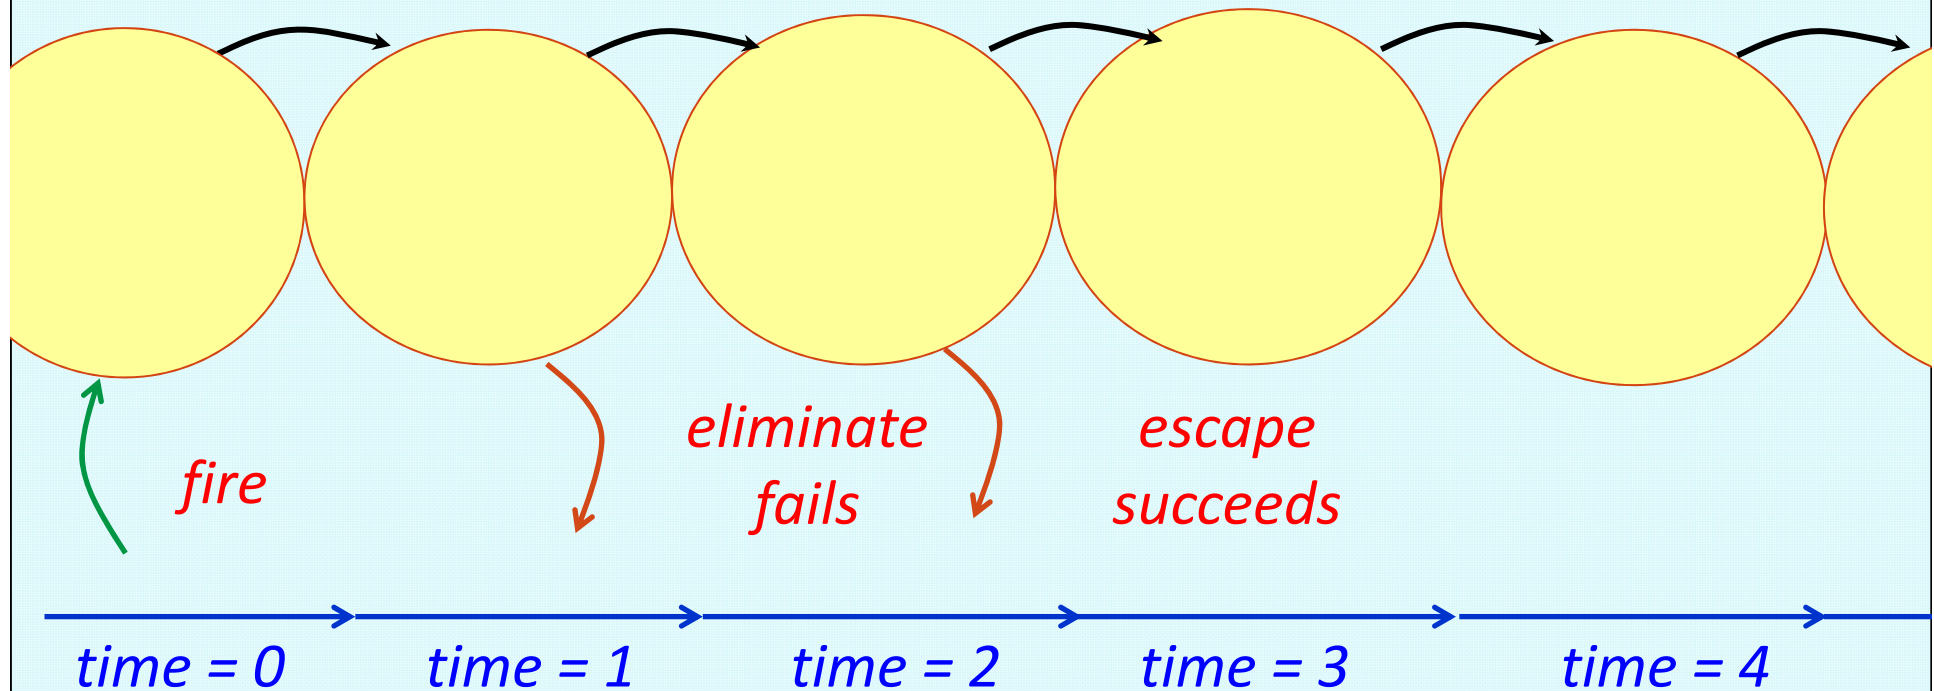 fire
eliminate
fails
escape
succeeds
time = 0
time = 1
time = 2
time = 3
time = 4